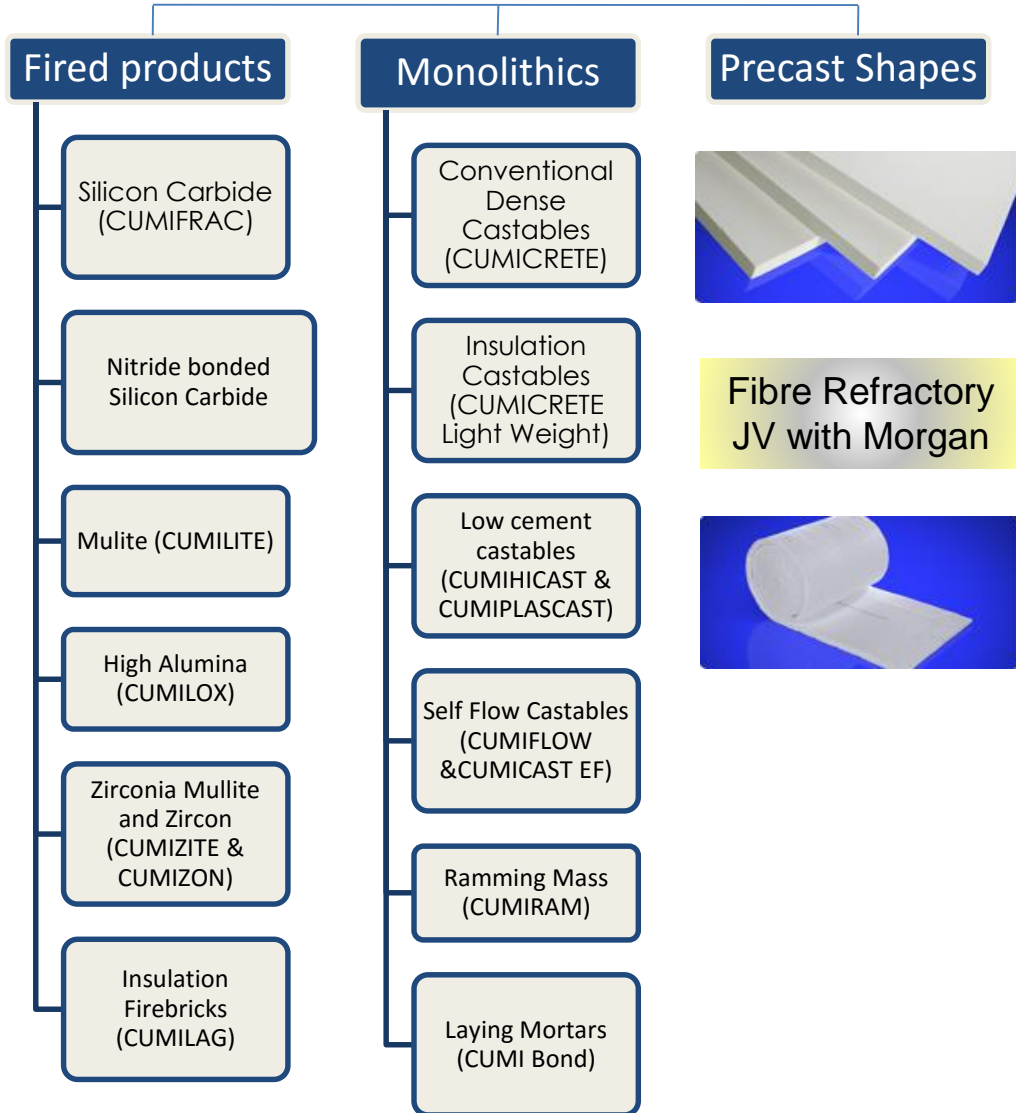 Fired products
Silicon Carbide
(CUMIFRAC)
Nitride bonded
Silicon Carbide
Mulite (CUMILITE)
High Alumina
(CUMILOX)
Zirconia Mullite
and Zircon
(CUMIZITE &
CUMIZON)
Insulation
Firebricks
(CUMILAG)
Monolithics
Conventional
Dense
Castables
(CUMICRETE)
Insulation
Castables
(CUMICRETE
Light Weight)
Low cement
castables
(CUMIHICAST &
CUMIPLASCAST)
Self Flow Castables
(CUMIFLOW
&CUMICAST EF)
Ramming Mass
(CUMIRAM)
Laying Mortars
(CUMI Bond)
Precast Shapes
Fibre Refractory
JV with Morgan